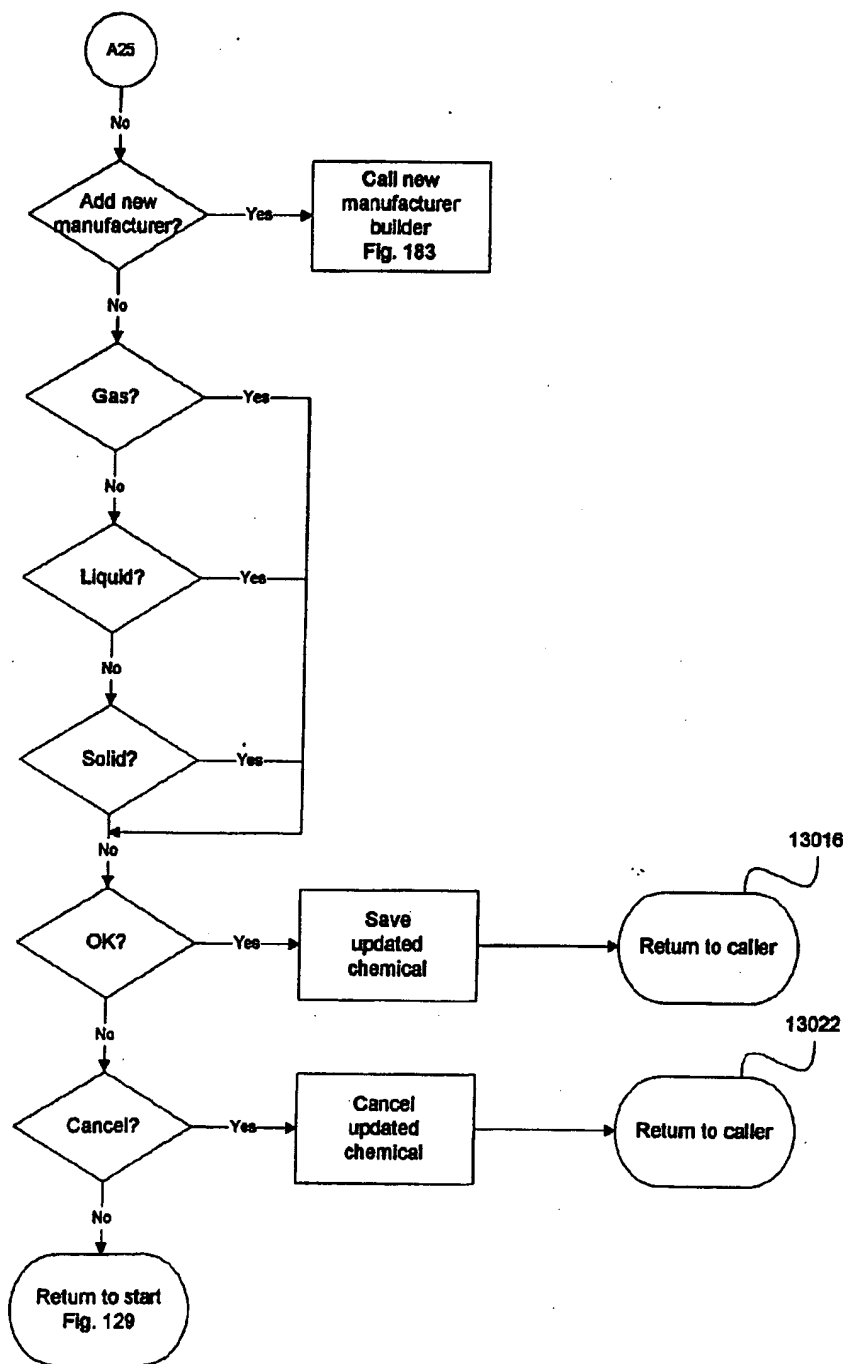 A25
No
Add new
manufacturer?
Yes
Call new
manufacturer
builder
Fig. 183
No
Gas?
Yes
No
Liquid?
Yes
No
Solid?
Yes
No
13016
OK?
Yes
Save
updated
chemical
Return to caller
No
13022
Cancel?
Yes
Cancel
updated
chemical
Return to caller
No
Return to start
Fig. 129